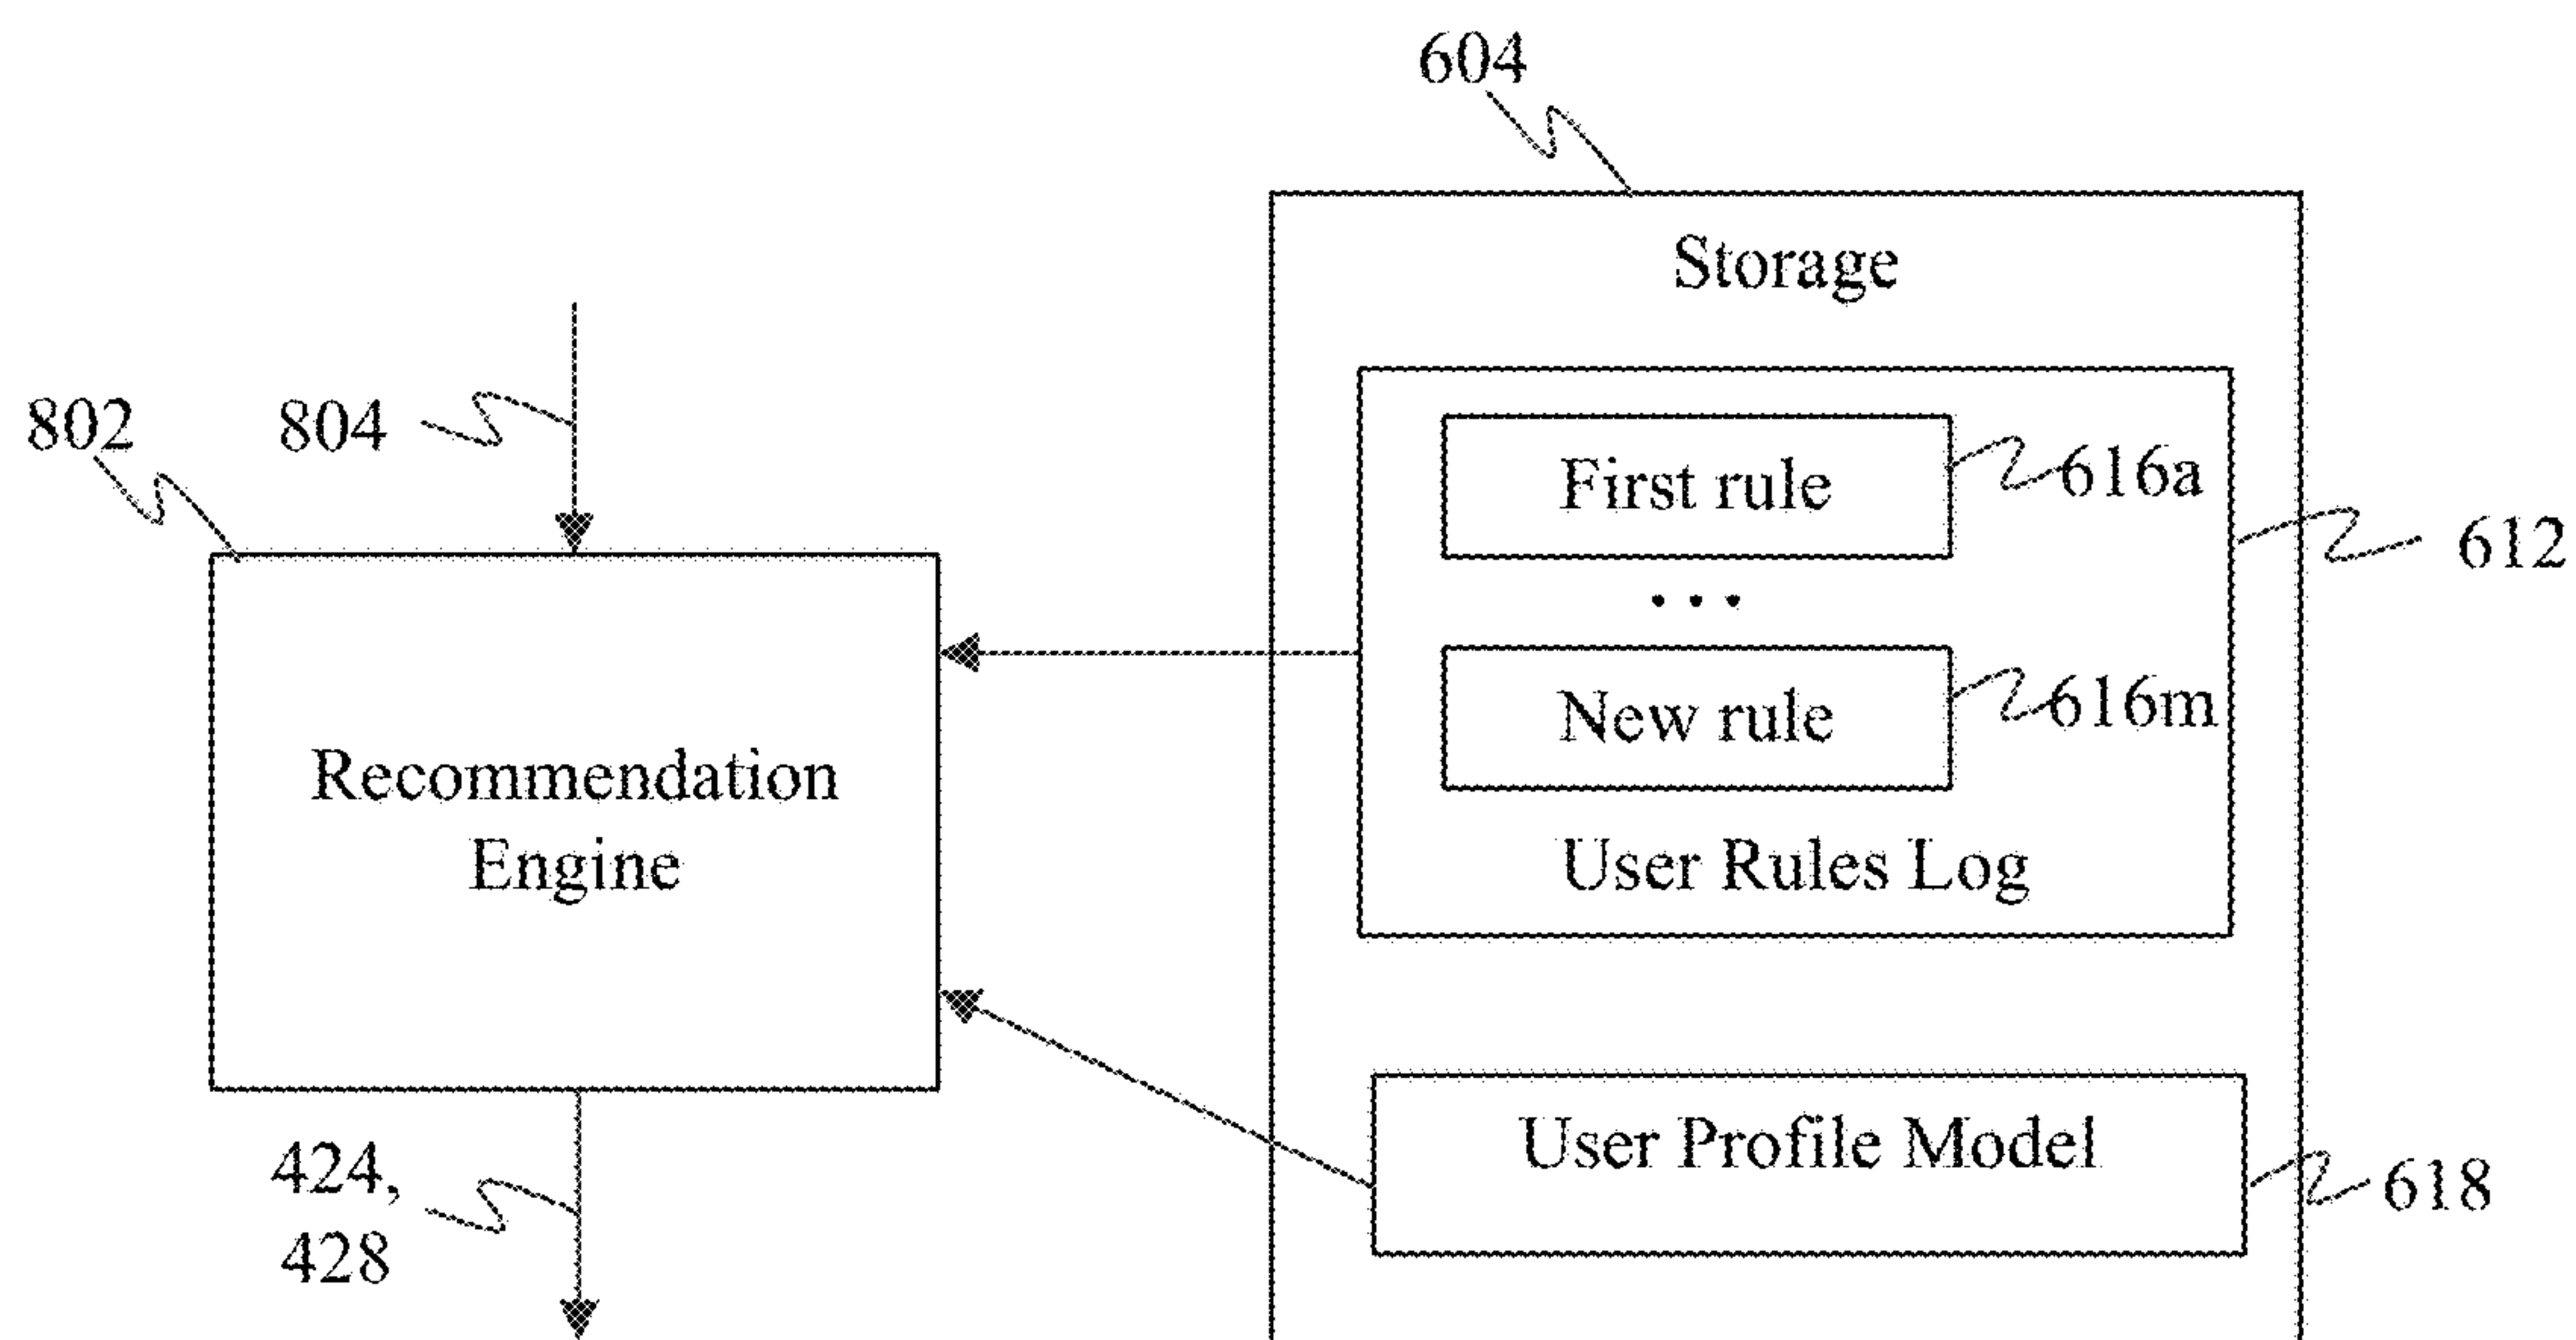 604
Storage
802
804
First rule
616a
612
...
New rule
616m
Recommendation
Engine
User Rules Log
User Profile Model
424,
428
618